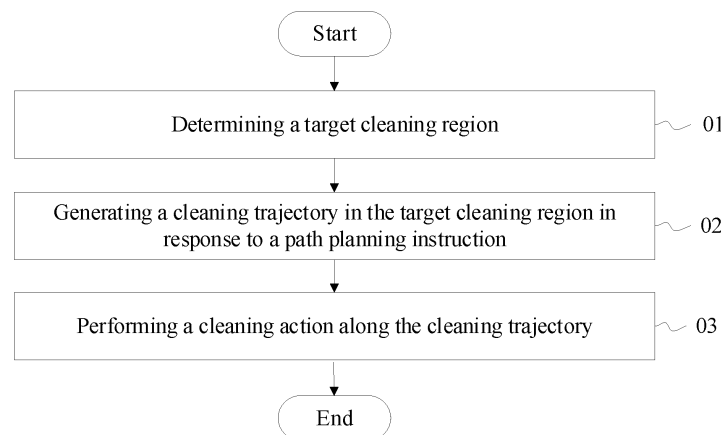 Start
Determining a target cleaning region
01
Generating a cleaning trajectory in the target cleaning region in
response to a path planning instruction
02
Performing a cleaning action along the cleaning trajectory
03
End